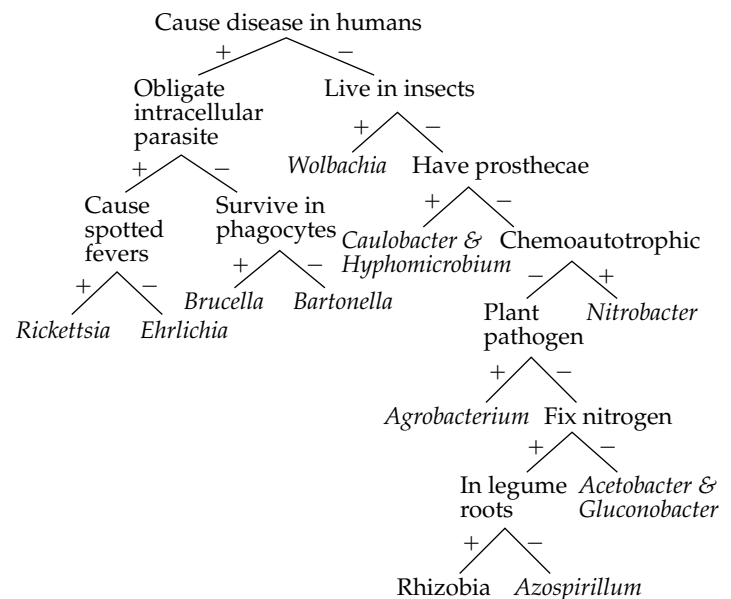 Cause disease in humans
+ −
Obligate
intracellular
parasite
Live in insects
+ −
+ −
Wolbachia
Have prosthecae
Cause
spotted
fevers
Survive in
phagocytes
+ −
Caulobacter &
Hyphomicrobium
Chemoautotrophic
+ −
+ −
Rickettsia
Ehrlichia
Brucella
Bartonella
− +
Plant
pathogen
Nitrobacter
+ −
Agrobacterium
Fix nitrogen
+ −
In legume
roots
Acetobacter &
Gluconobacter
+ −
Rhizobia
Azospirillum